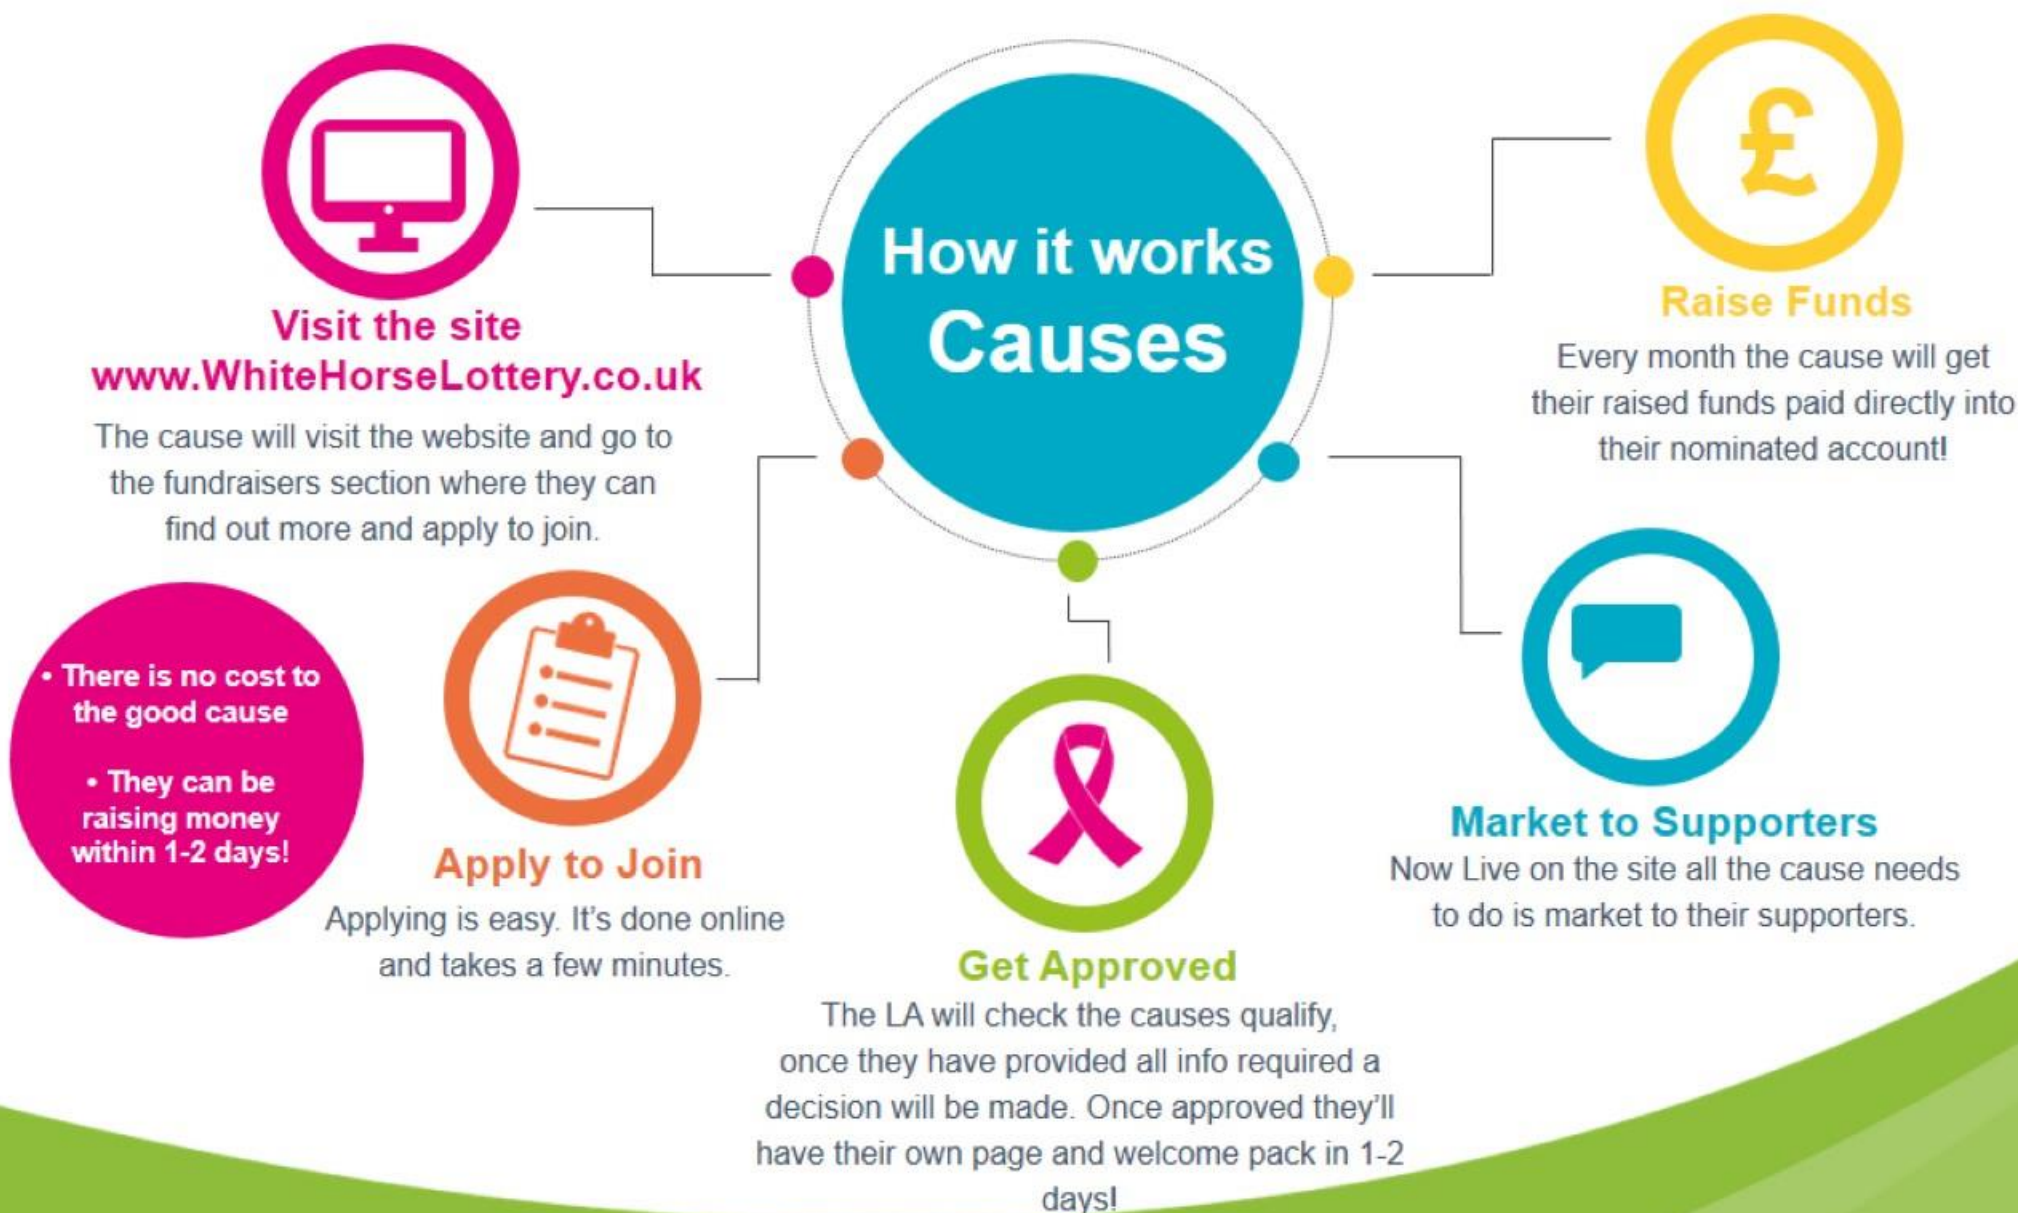 How it works
Causes
Visit the site
www.WhiteHorseLottery.co.uk
The cause will visit the website and go to
the fundraisers section where they can
find out more and apply to join.
• There is no cost to
the good cause
• They can be
raising money
within 1-2 days!
Apply to Join
Applying is easy. It's done online
and takes a few minutes.
Get Approved
The LA will check the causes qualify,
once they have provided all info required a
decision will be made. Once approved they'll
have their own page and welcome pack in 1-2
days!
Market to Supporters
Now Live on the site all the cause needs
to do is market to their supporters.
£
Raise Funds
Every month the cause will get
their raised funds paid directly into
their nominated account!